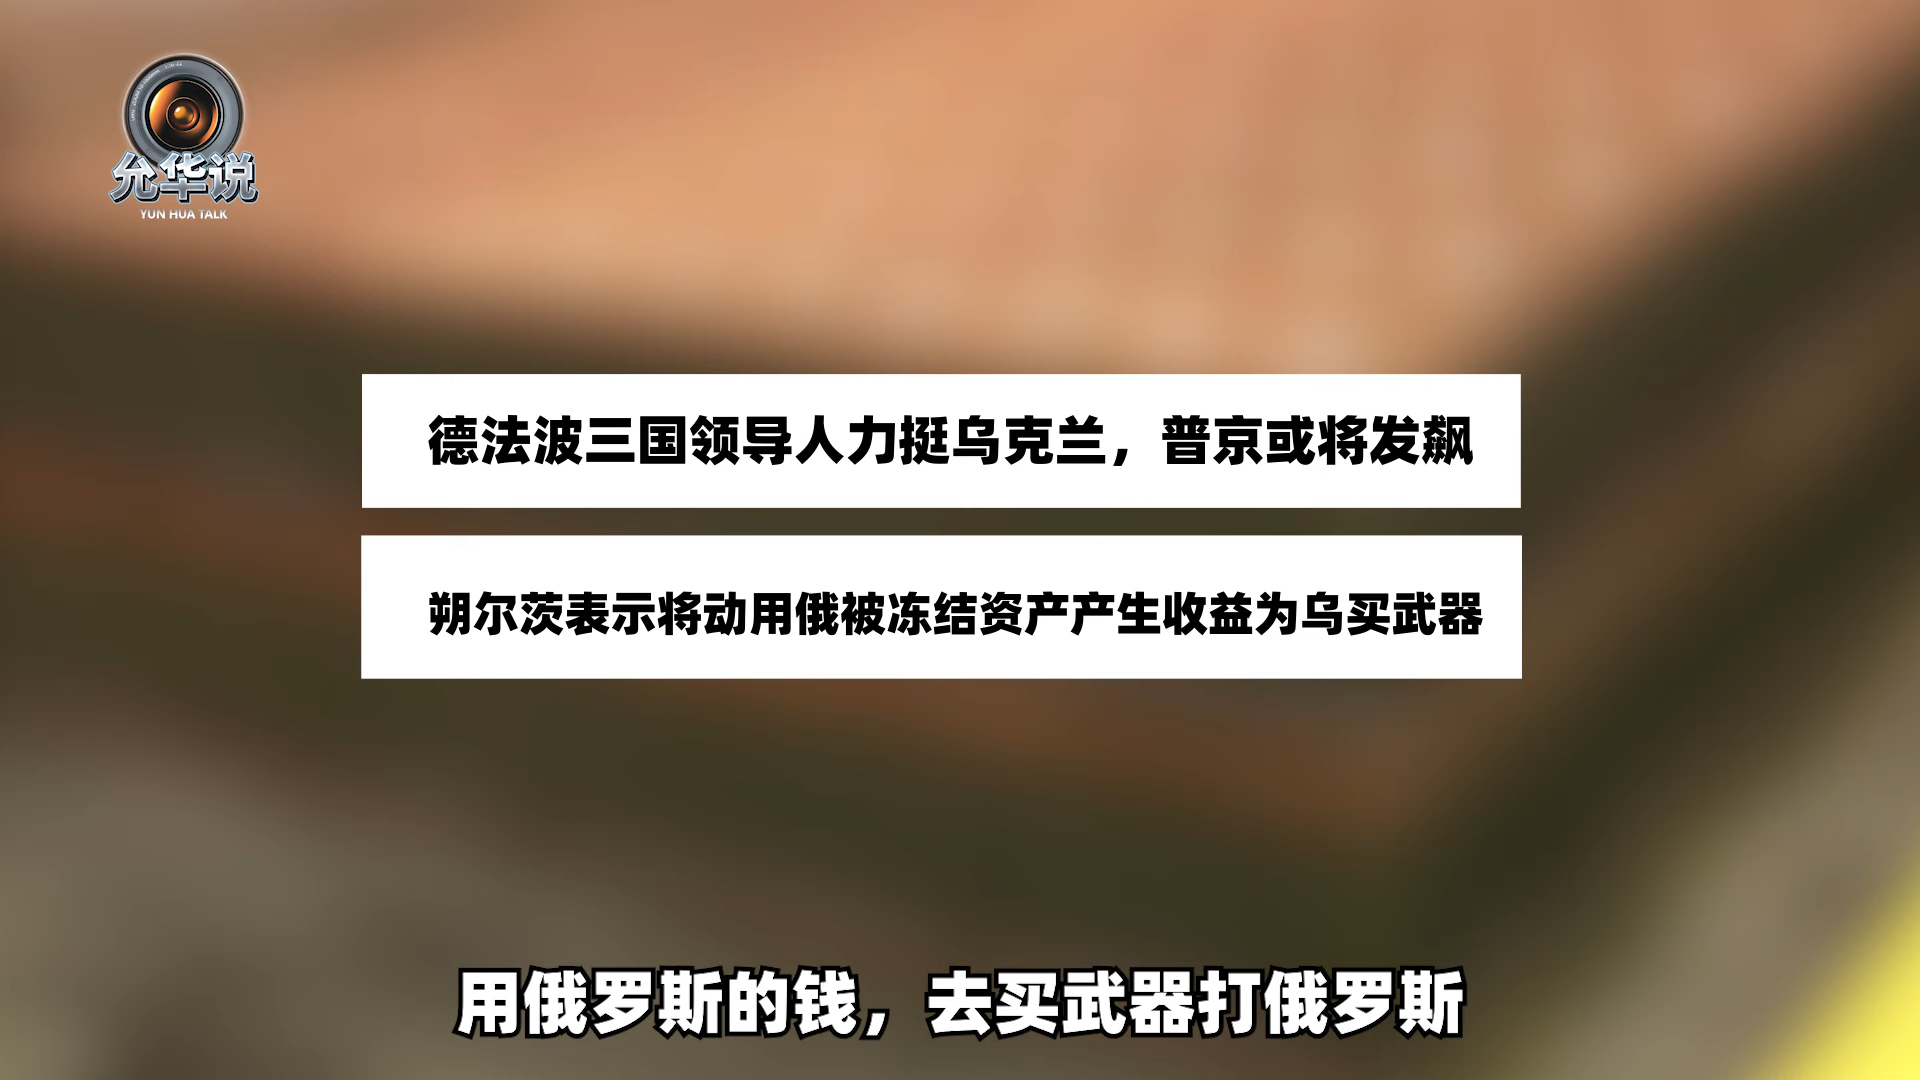 允华说
YUN HUA TALK
德法波三国领导人力挺乌克兰，普京或将发飙
朔尔茨表示将动用俄被冻结资产产生收益为乌买武器
用俄罗斯的钱，去买武器打俄罗斯